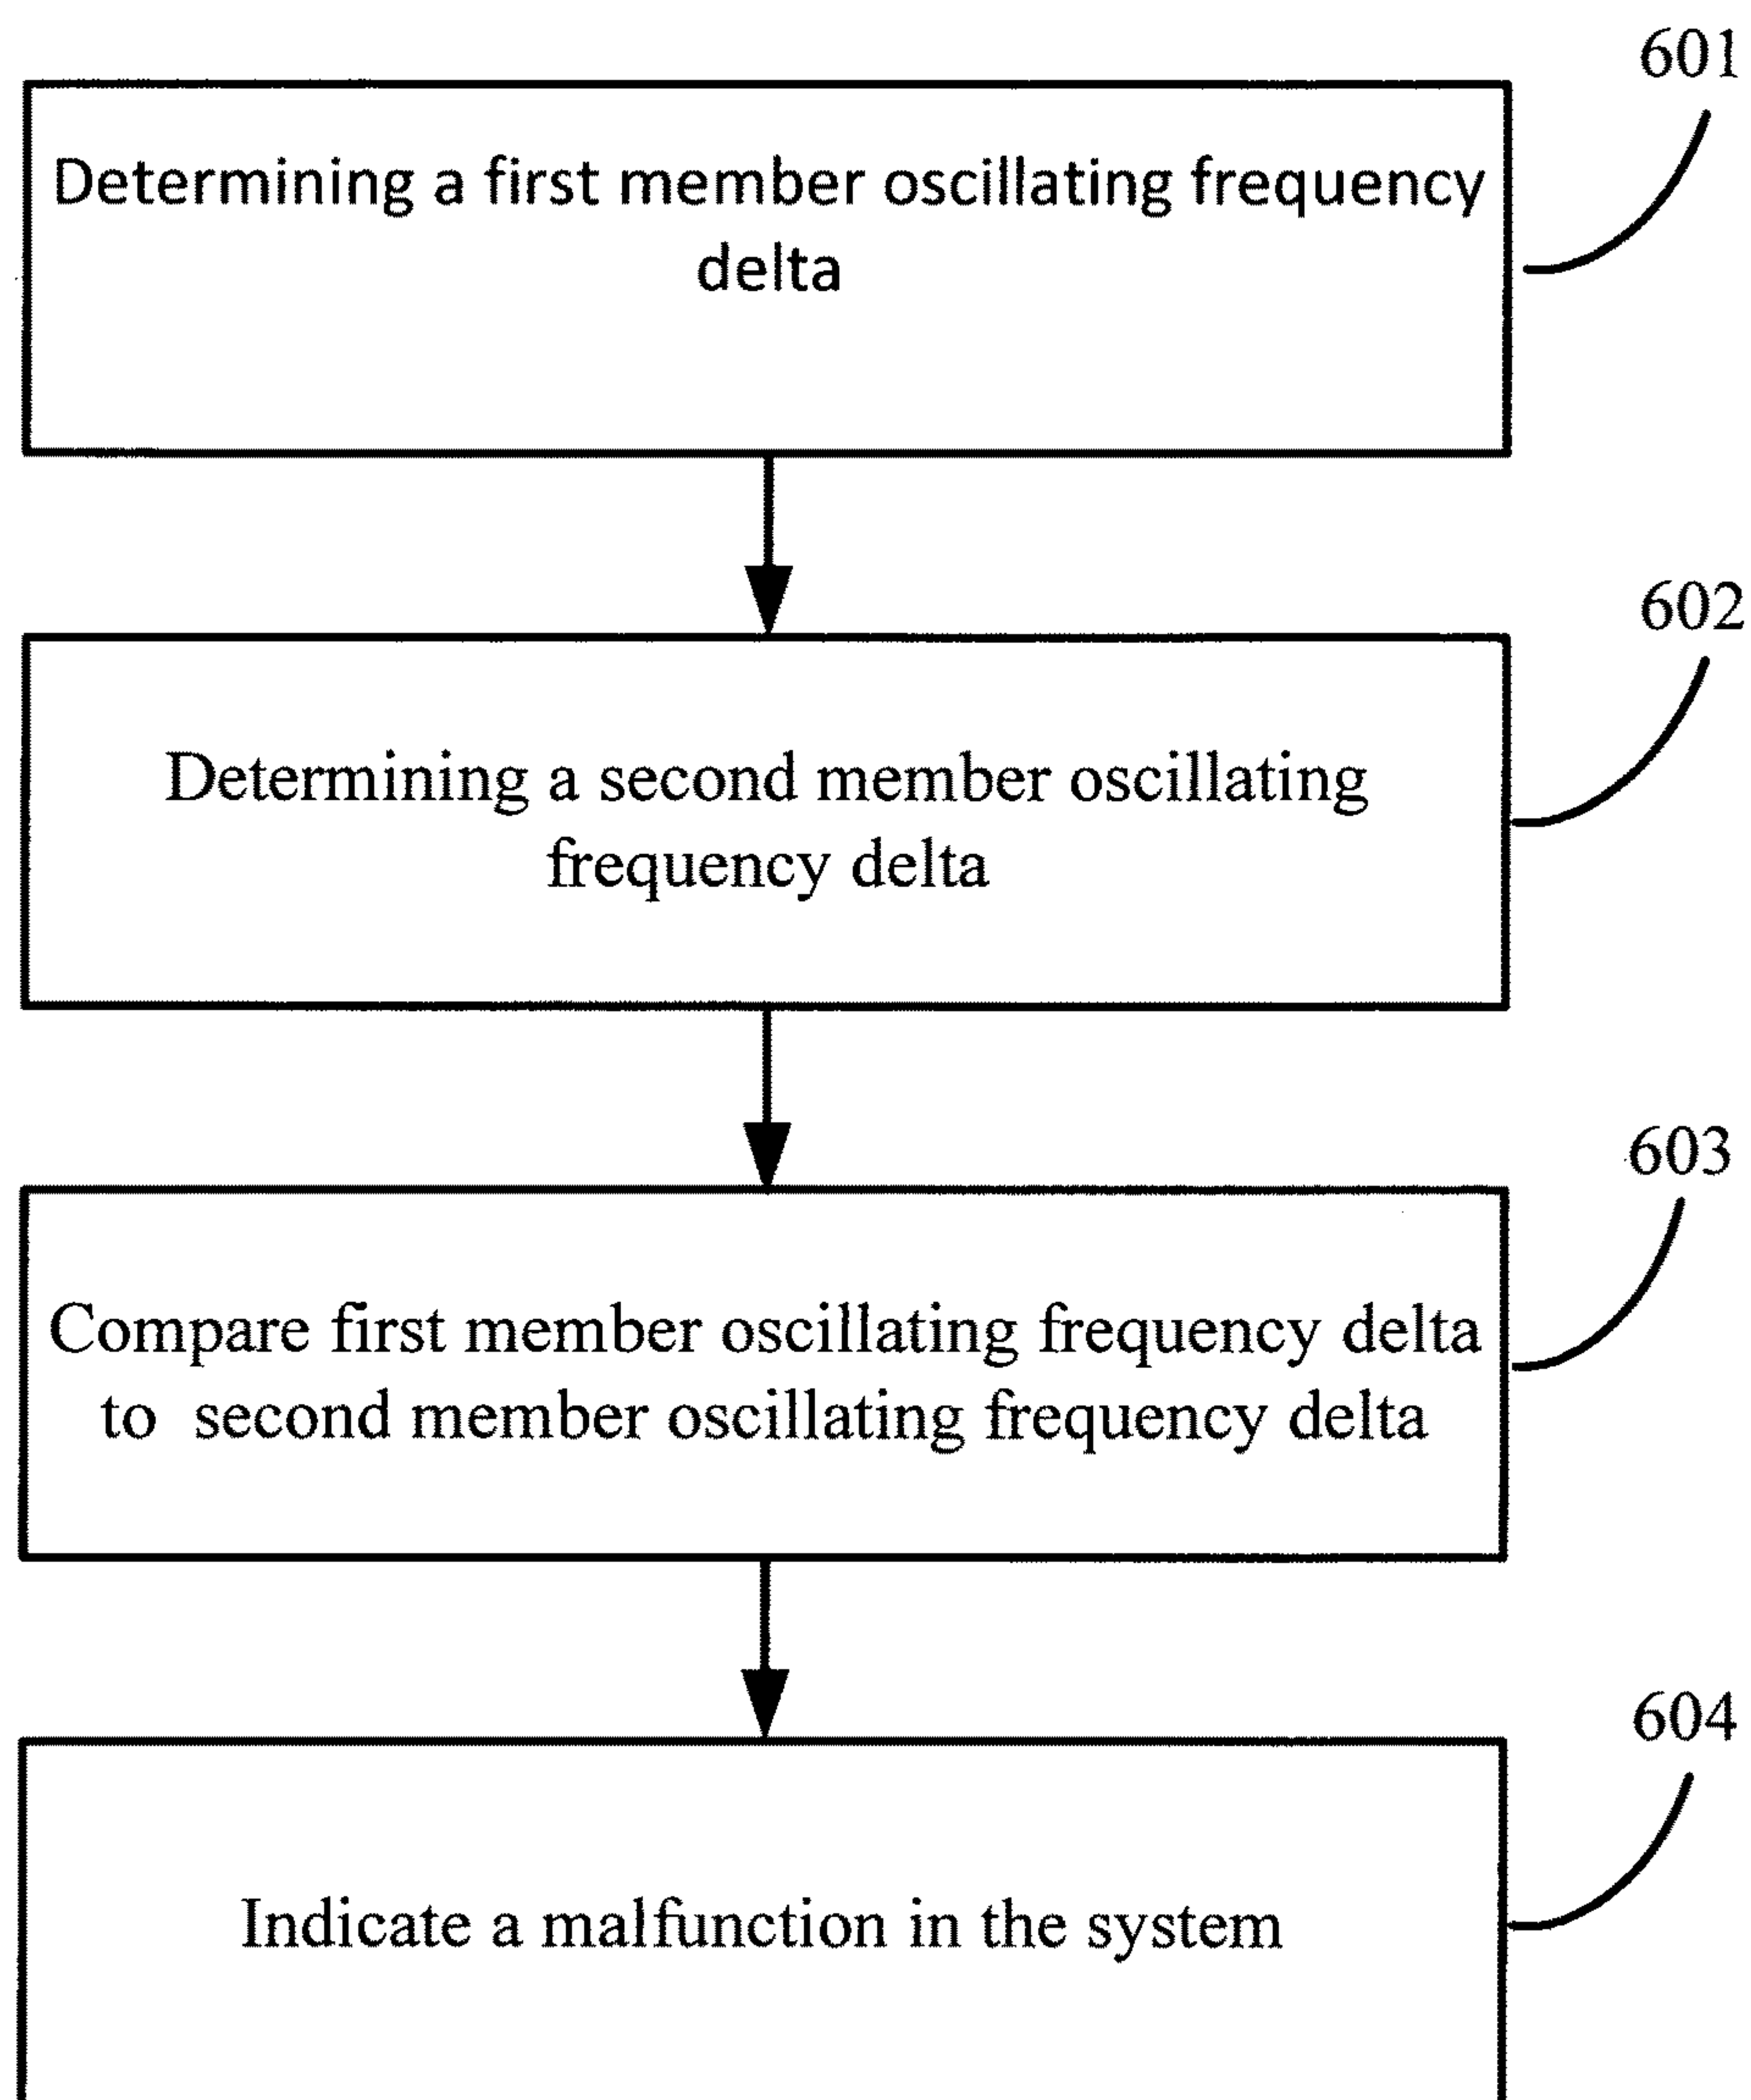 601
Determining a first member oscillating frequency
delta
602
Determining a second member oscillating
frequency delta
603
Compare first member oscillating frequency delta
to second member oscillating frequency delta
604
Indicate a malfunction in the system